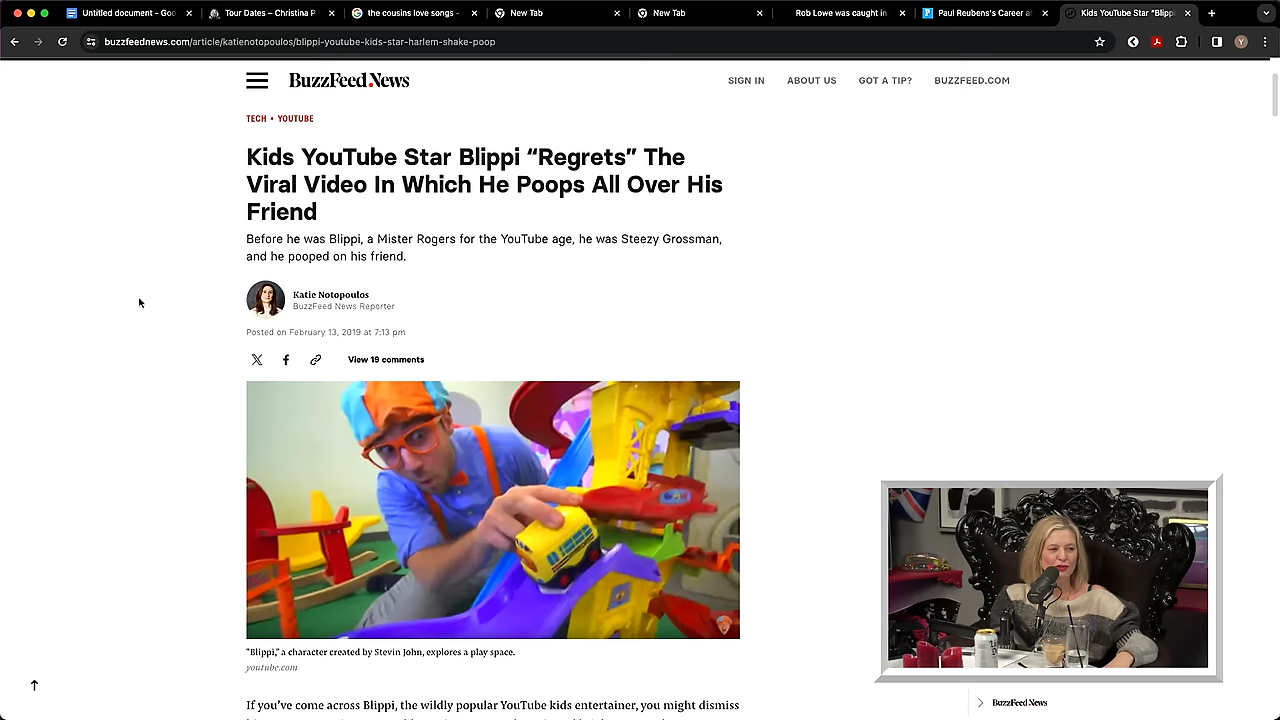 Untitled document - Goo
Tour Dates – Christina P
the cousins love songs -
New Tab
New Tab
Rob Lowe was caught in
Paul Reubens's Career a
Kids YouTube Star "Blippi
buzzfeednews.com/article/katienotopoulos/blippi-youtube-kids-star-harlem-shake-poop
Y
BuzzFeed.News
SIGN IN
ABOUT US
GOT A TIP?
BUZZFEED.COM
TECH • YOUTUBE
Kids YouTube Star Blippi “Regrets” The
Viral Video In Which He Poops All Over His
Friend
Before he was Blippi, a Mister Rogers for the YouTube age, he was Steezy Grossman,
and he pooped on his friend.
Katie Notopoulos
BuzzFeed News Reporter
Posted on February 13, 2019 at 7:13 pm
View 19 comments
"Blippi," a character created by Stevin John, explores a play space.
youtube.com
If you’ve come across Blippi, the wildly popular YouTube kids entertainer, you might dismiss
BuzzFeed News